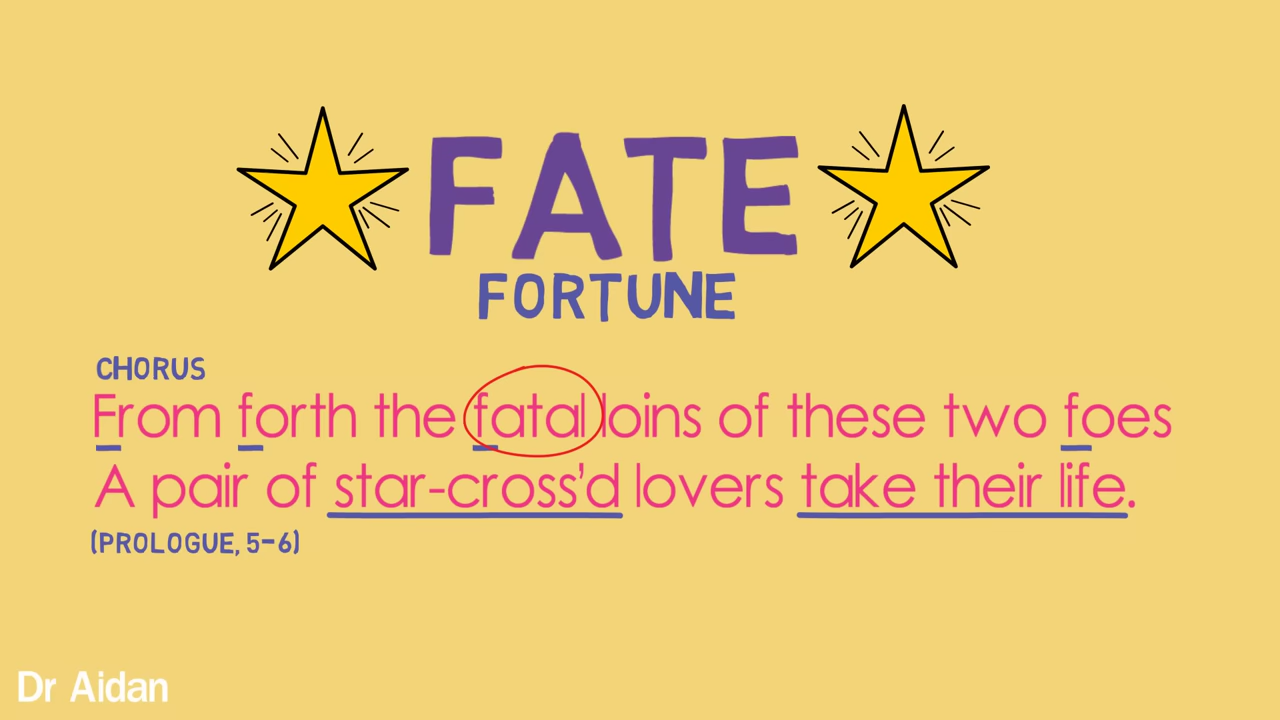 FATE
FORTUNE
CHORUS
From forth the fatal loins of these two foes
A pair of star-cross'd lovers take their life.
(PROLOGUE, 5-6)
Dr Aidan